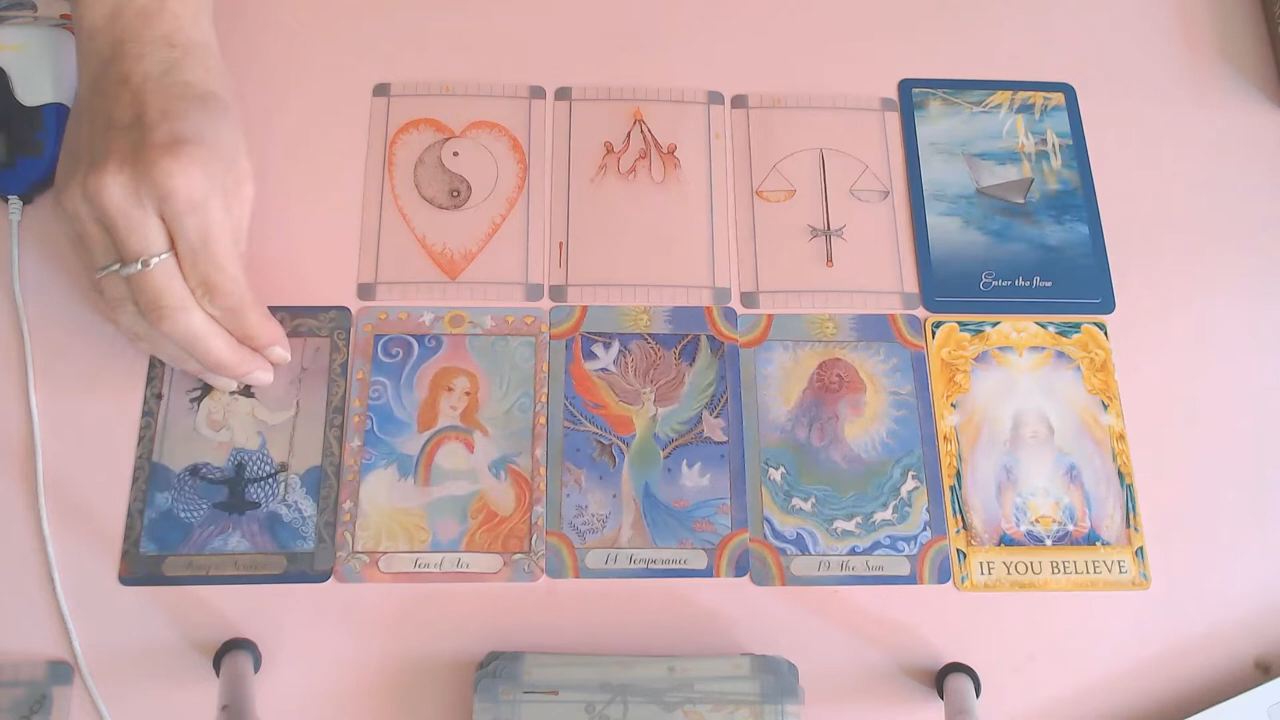 Enter the flow
Ten of Air
14 Temperance
19 The Sun
IF YOU BELIEVE